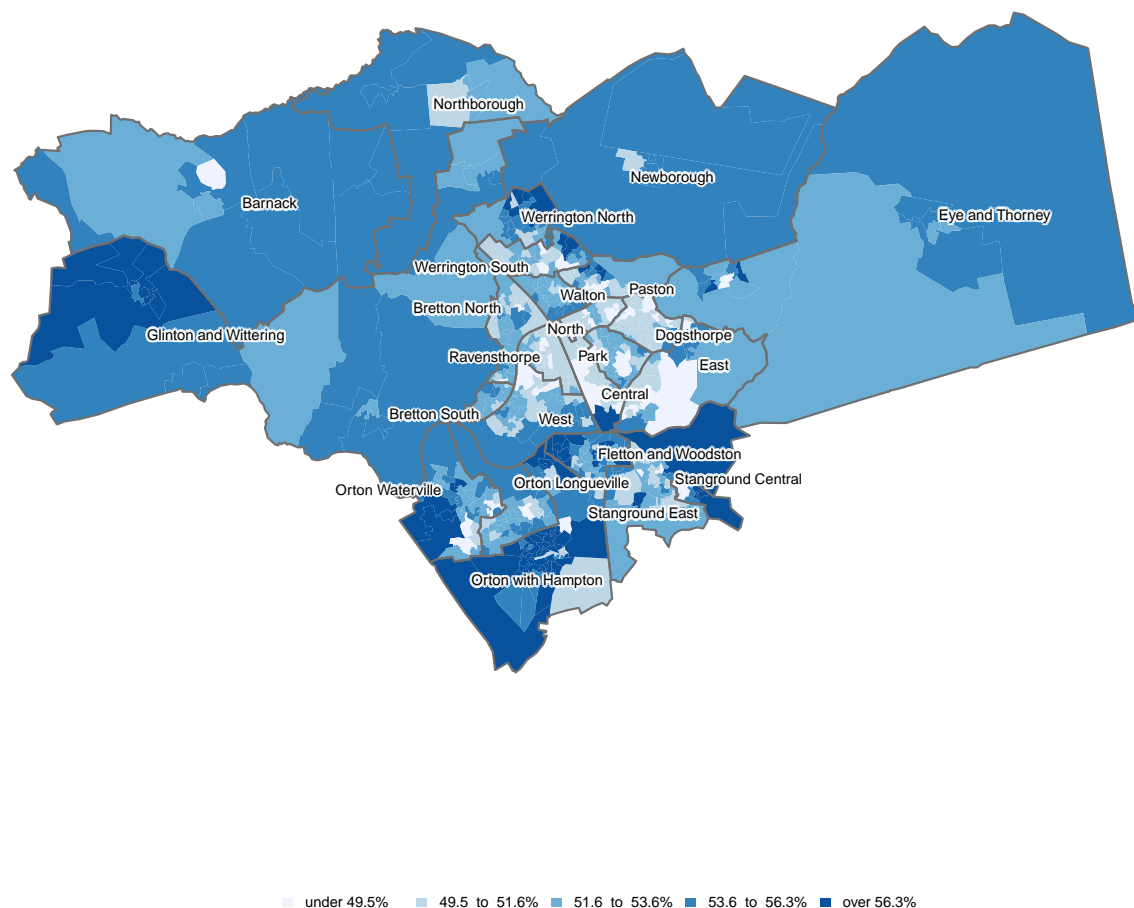 Northborough
Newborough
Barnack
Eye and Thorney
Werrington North
Werrington South
Walton
Paston
Bretton North
North
Dogsthorpe
Glinton and Wittering
Ravensthorpe
Park
East
Central
Bretton South
West
Fletton and Woodston
Stanground Central
Orton Waterville
Orton Longueville
Stanground East
Orton with Hampton
under 49.5% 49.5 to 51.6% 51.6 to 53.6% 53.6 to 56.3% over 56.3%